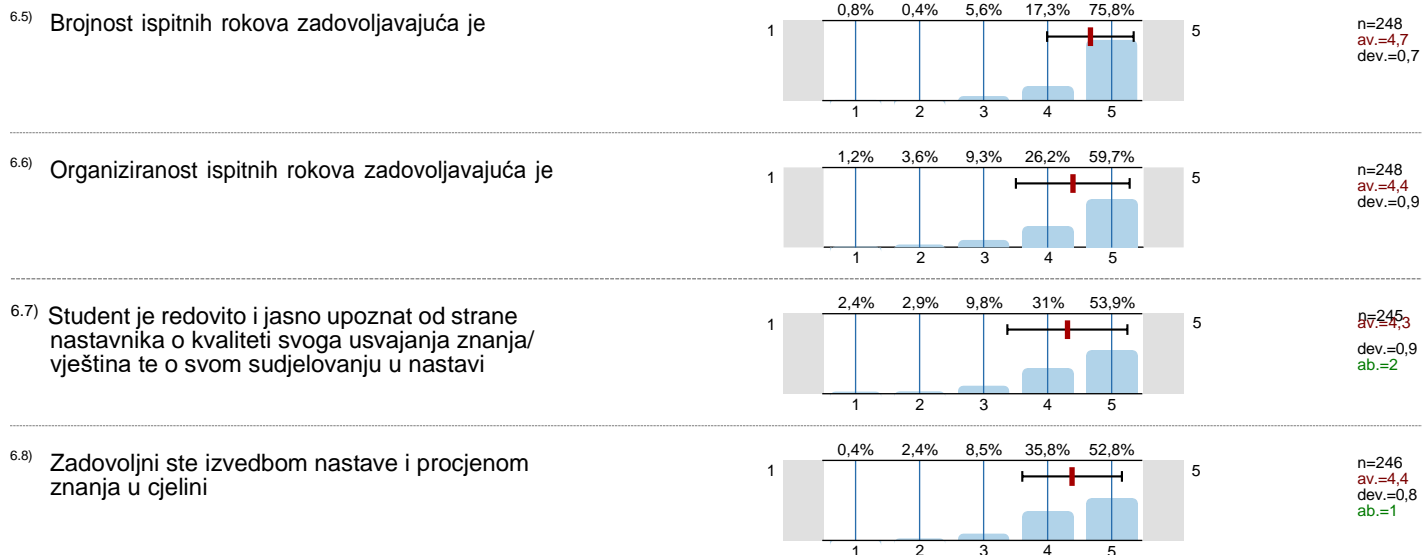 6.5) Brojnost ispitnih rokova zadovoljavajuća je
0,8% 0,4% 5,6% 17,3% 75,8%
1 5
1 2 3 4 5
n=248
av.=4,7
dev.=0,7
6.6) Organiziranost ispitnih rokova zadovoljavajuća je
1,2% 3,6% 9,3% 26,2% 59,7%
1 5
1 2 3 4 5
n=248
av.=4,4
dev.=0,9
6.7) Student je redovito i jasno upoznat od strane
nastavnika o kvaliteti svoga usvajanja znanja/
vještina te o svom sudjelovanju u nastavi
2,4% 2,9% 9,8% 31% 53,9%
1 5
1 2 3 4 5
n=245
av.=4,3
dev.=0,9
ab.=2
6.8) Zadovoljni ste izvedbom nastave i procjenom
znanja u cjelini
0,4% 2,4% 8,5% 35,8% 52,8%
1 5
1 2 3 4 5
n=246
av.=4,4
dev.=0,8
ab.=1